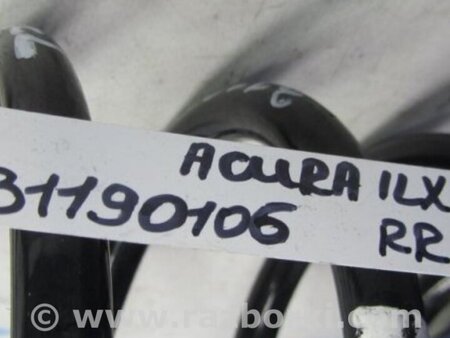 ACURA ILX
31190106 RR
© www.razborki.com